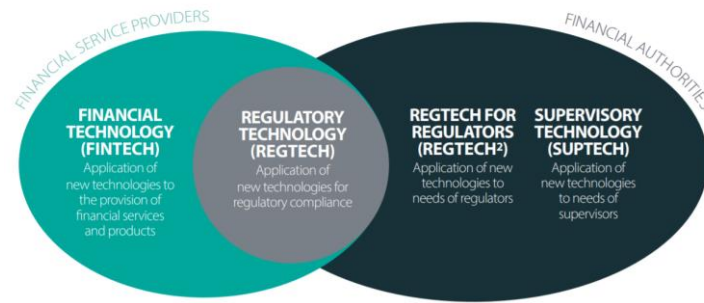 FINANCIAL SERVICE PROVIDERS
FINANCIAL AUTHORITIES
FINANCIAL
TECHNOLOGY
(FINTECH)
Application of
new technologies to
the provision of
financial services
and products
REGULATORY
TECHNOLOGY
(REGTECH)
Application of
new technologies for
regulatory compliance
REGTECH FOR
REGULATORS
(REGTECH²)
Application of new
technologies to
needs of regulators
SUPERVISORY
TECHNOLOGY
(SUPTECH)
Application of
new technologies
to needs of
supervisors